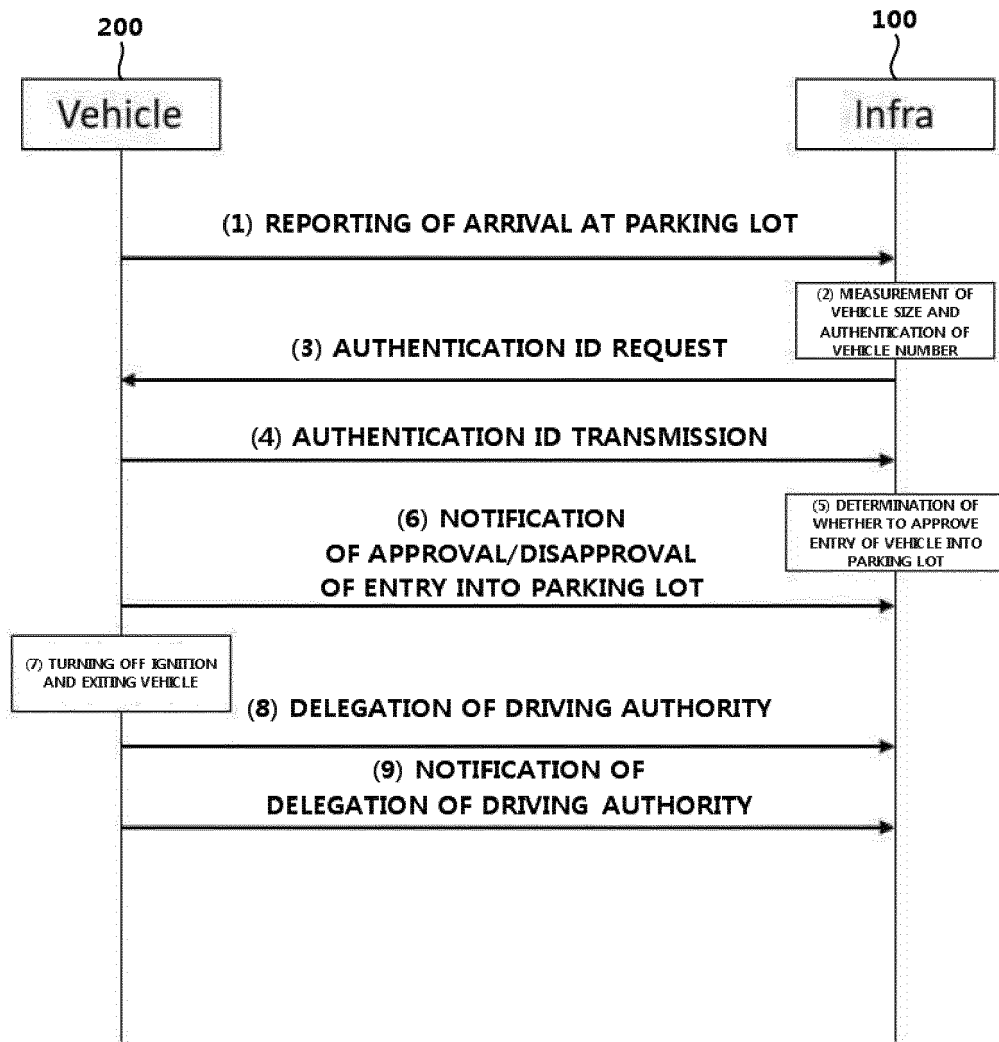 200
100
Vehicle
Infra
(1) REPORTING OF ARRIVAL AT PARKING LOT
(2) MEASUREMENT OF
VEHICLE SIZE AND
AUTHENTICATION OF
VEHICLE NUMBER
(3) AUTHENTICATION ID REQUEST
(4) AUTHENTICATION ID TRANSMISSION
(5) DETERMINATION OF
WHETHER TO APPROVE
ENTRY OF VEHICLE INTO
PARKING LOT
(6) NOTIFICATION
OF APPROVAL/DISAPPROVAL
OF ENTRY INTO PARKING LOT
(7) TURNING OFF IGNITION
AND EXITING VEHICLE
(8) DELEGATION OF DRIVING AUTHORITY
(9) NOTIFICATION OF
DELEGATION OF DRIVING AUTHORITY